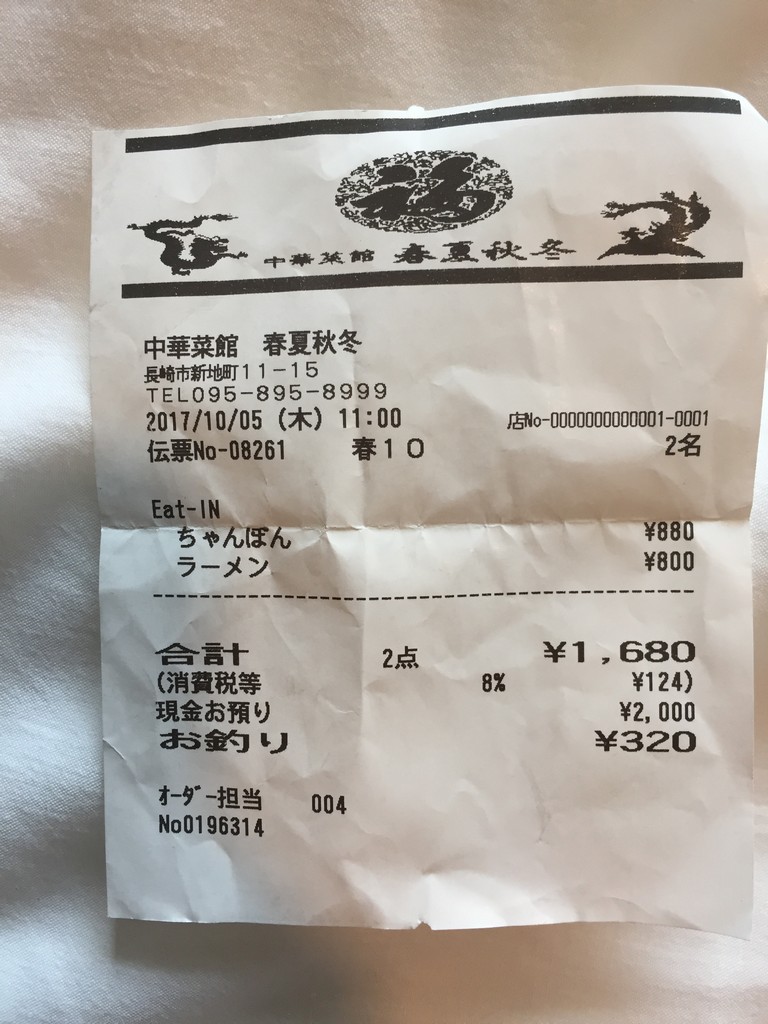 福
中華菜館 春夏秋冬
中華菜館 春夏秋冬
長崎市新地町11-15
TEL095-895-8999
2017/10/05 (木) 11:00 店No-0000000000001-0001
伝票No-08261 春10 2名
Eat-IN
ちゃんぽん ¥880
ラーメン ¥800
合計 2点 ¥1,680
(消費税等 8% ¥124)
現金お預り ¥2,000
お釣り ¥320
オーダー担当 004
No0196314